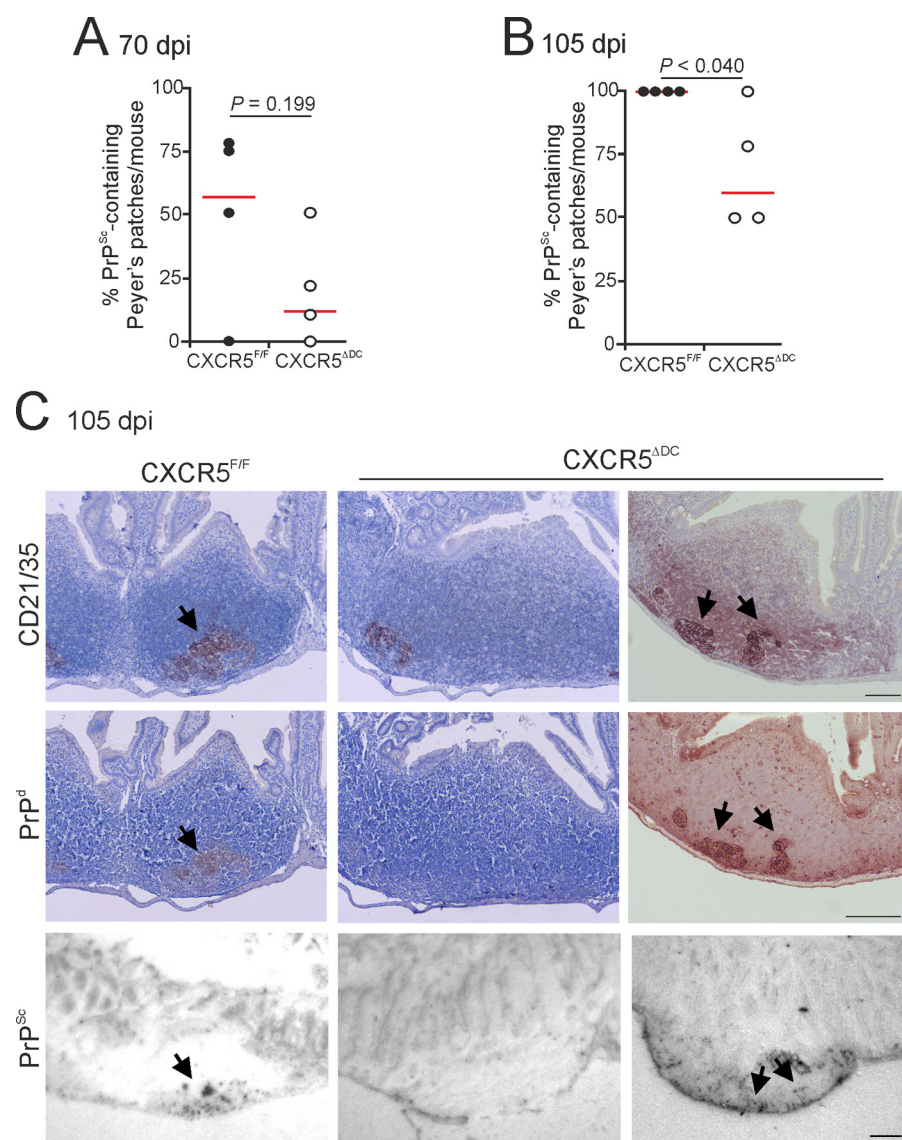 A 70 dpi
P = 0.199
100
75
50
25
0
% PrPSc-containing
Peyer's patches/mouse
CXCR5F/F
CXCR5ΔDC
B 105 dpi
P < 0.040
100
75
50
25
0
% PrPSc-containing
Peyer's patches/mouse
CXCR5F/F
CXCR5ΔDC
C 105 dpi
CXCR5F/F
CXCR5ΔDC
CD21/35
PrPd
PrPSc